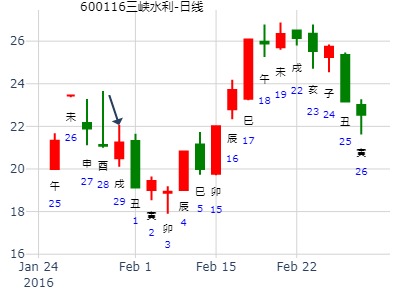 600116三峡水利-日线
26
24
22
20
18
16
午
25
未
26
申
27
酉
28
戌
29
丑
1
寅
2
卯
3
辰
4
巳
5
卯
15
辰
16
巳
17
午
18
未
19
戌
22
亥
23
子
24
丑
25
寅
26
Jan 24
2016
Feb 1
Feb 15
Feb 22